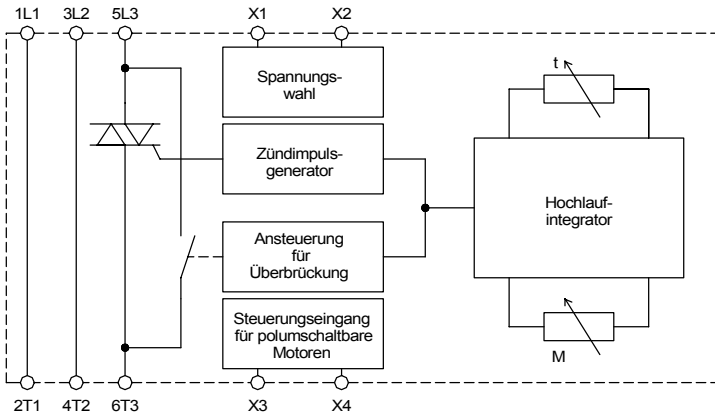 1L1 3L2 5L3 X1 X2
Spannungs-
wahl
t
Zündimpuls-
generator
Hochlauf-
integrator
Ansteuerung
für
Überbrückung
Steuerungseingang
für polumschaltbare
Motoren
M
2T1 4T2 6T3 X3 X4